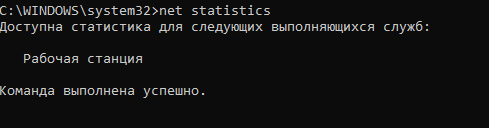 C:\WINDOWS\system32>net statistics
Доступна статистика для следующих выполняющихся служб:
Рабочая станция
Команда выполнена успешно.